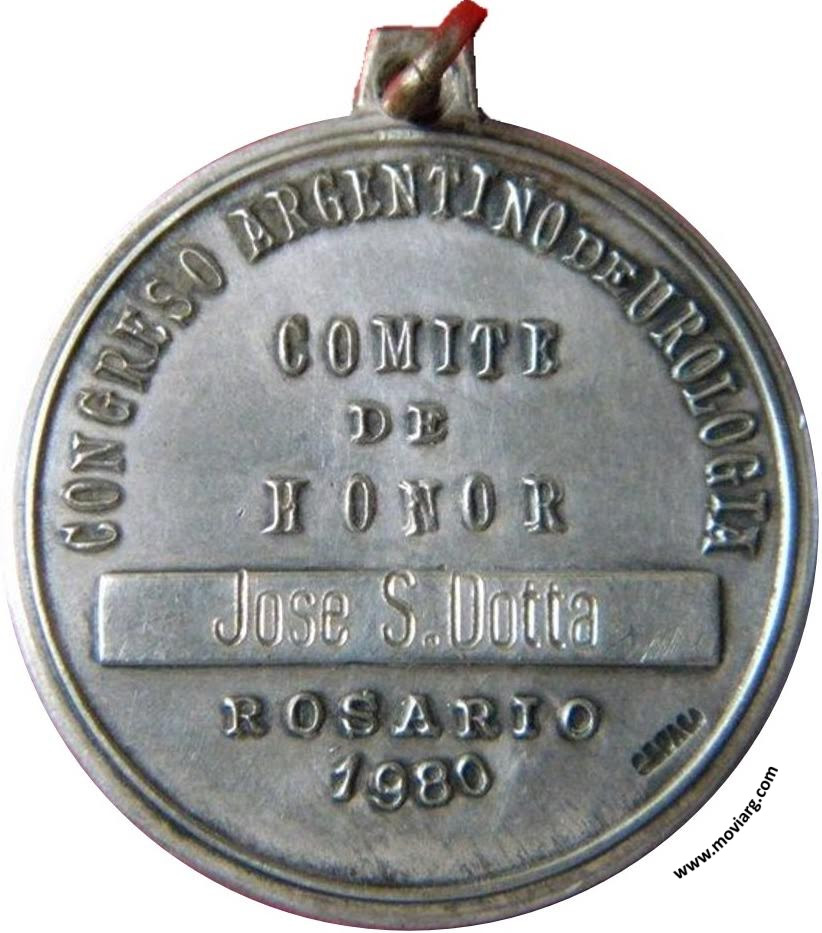 CONGRESO ARGENTINO DE UROLOGIA
COMITE
DE
HONOR
Jose S. Dotta
ROSARIO
1980
www.moviarg.com